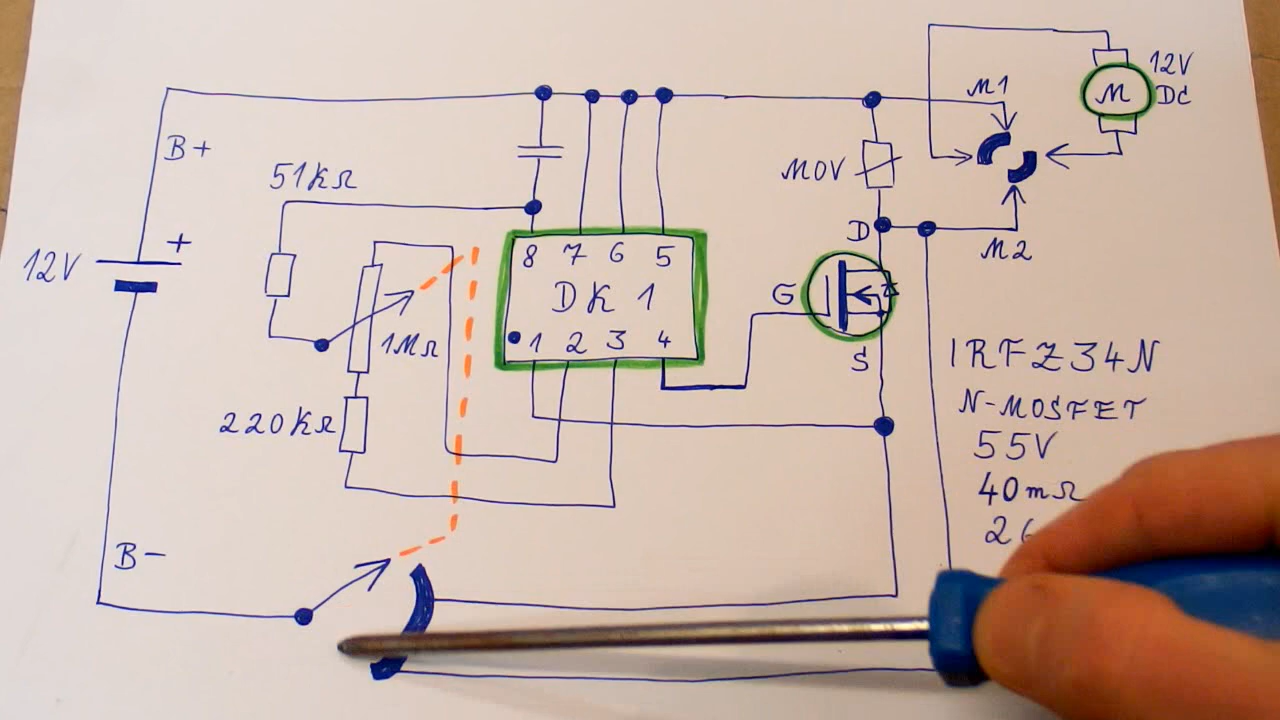 B+
12V
+
B-
51KΩ
1MΩ
220KΩ
8 7 6 5
DK 1
1 2 3 4
MOV
D
G
S
M1
M2
M
12V
DC
IRFZ34N
N-MOSFET
55V
40mΩ